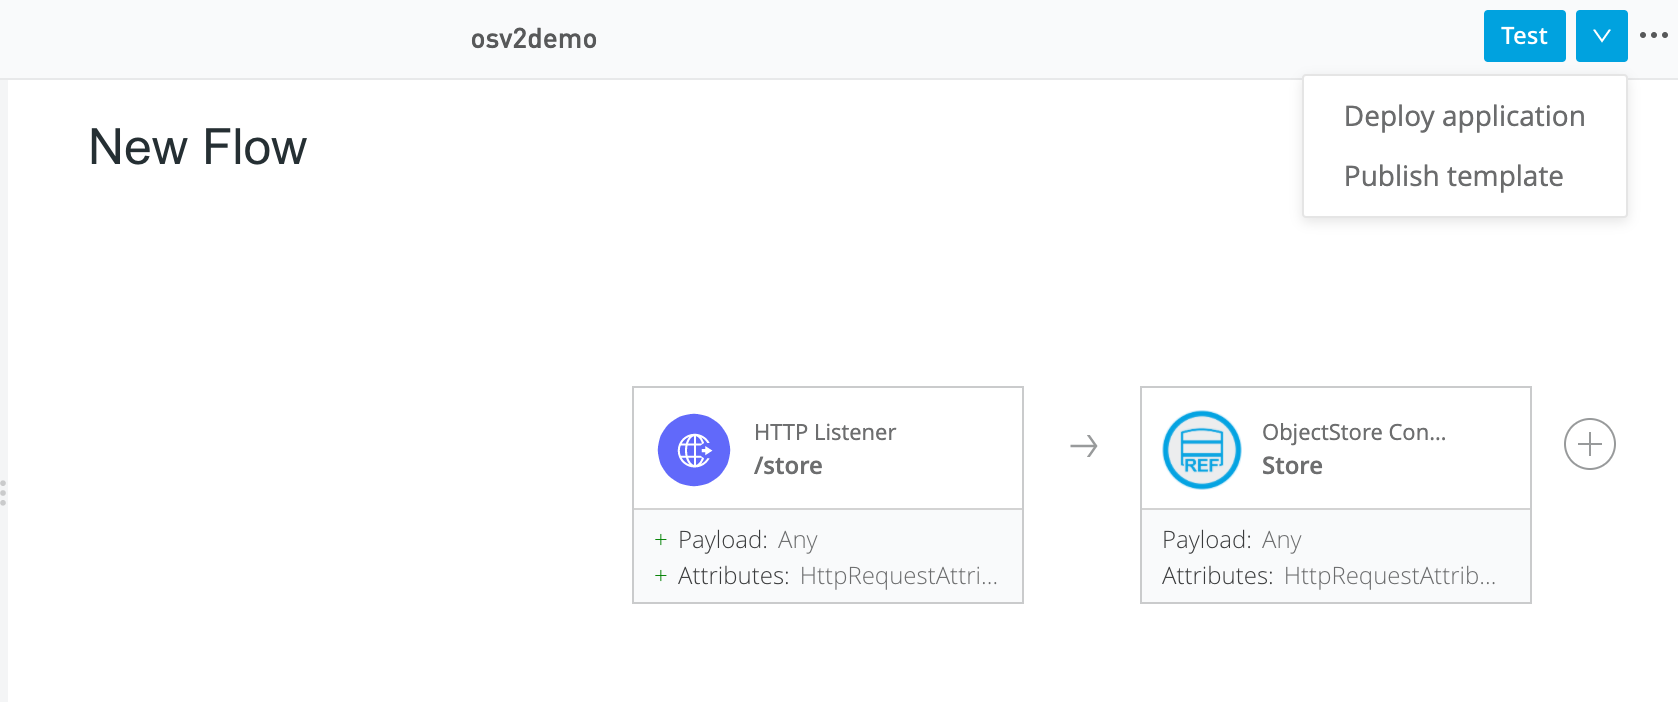 osv2demo
Test
Deploy application
Publish template
New Flow
HTTP Listener
/store
+ Payload: Any
+ Attributes: HttpRequestAttri...
REF
ObjectStore Con...
Store
Payload: Any
Attributes: HttpRequestAttrib...